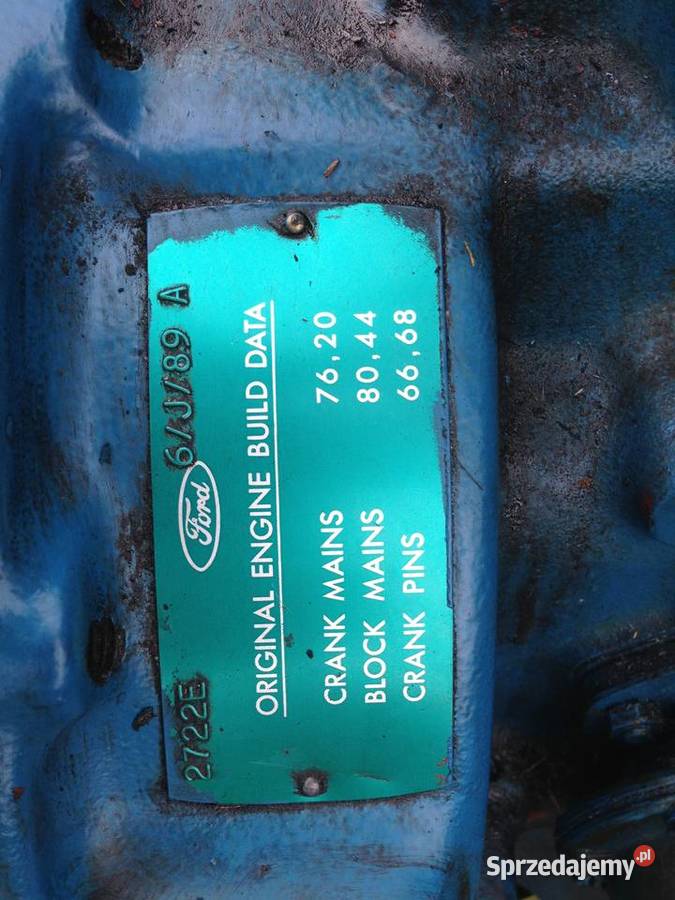 2722E Ford 6/J/89 A
ORIGINAL ENGINE BUILD DATA
CRANK MAINS 76,20
BLOCK MAINS 80,44
CRANK PINS 66,68
Sprzedajemy.pl